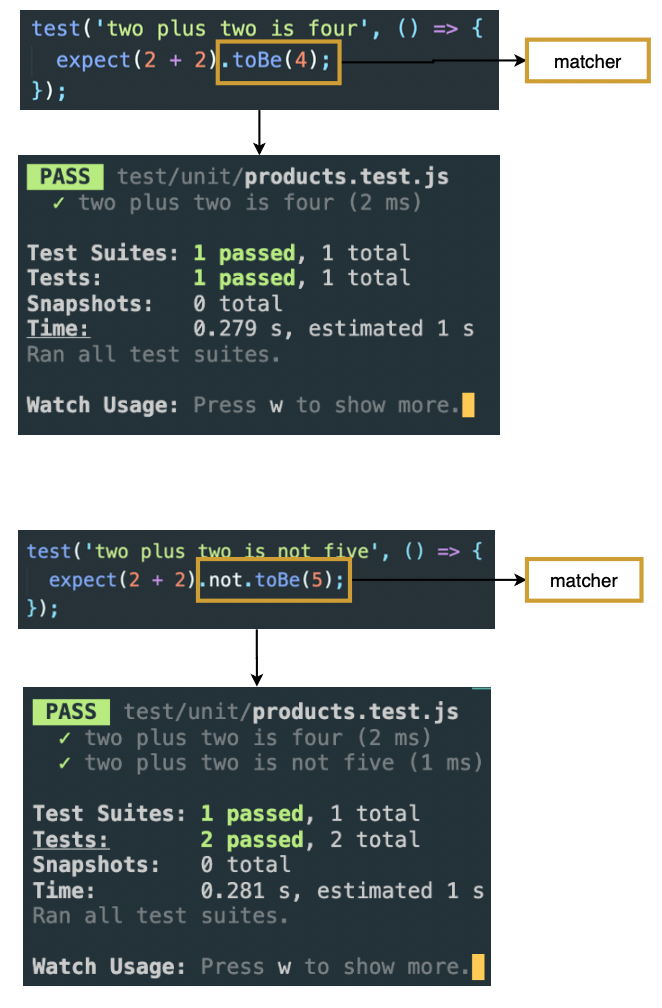 test('two plus two is four', () => {
expect(2 + 2).toBe(4);
});
matcher
PASS test/unit/products.test.js
✓ two plus two is four (2 ms)
Test Suites: 1 passed, 1 total
Tests: 1 passed, 1 total
Snapshots: 0 total
Time: 0.279 s, estimated 1 s
Ran all test suites.
Watch Usage: Press w to show more.
test('two plus two is not five', () => {
expect(2 + 2).not.toBe(5);
});
matcher
PASS test/unit/products.test.js
✓ two plus two is four (2 ms)
✓ two plus two is not five (1 ms)
Test Suites: 1 passed, 1 total
Tests: 2 passed, 2 total
Snapshots: 0 total
Time: 0.281 s, estimated 1 s
Ran all test suites.
Watch Usage: Press w to show more.